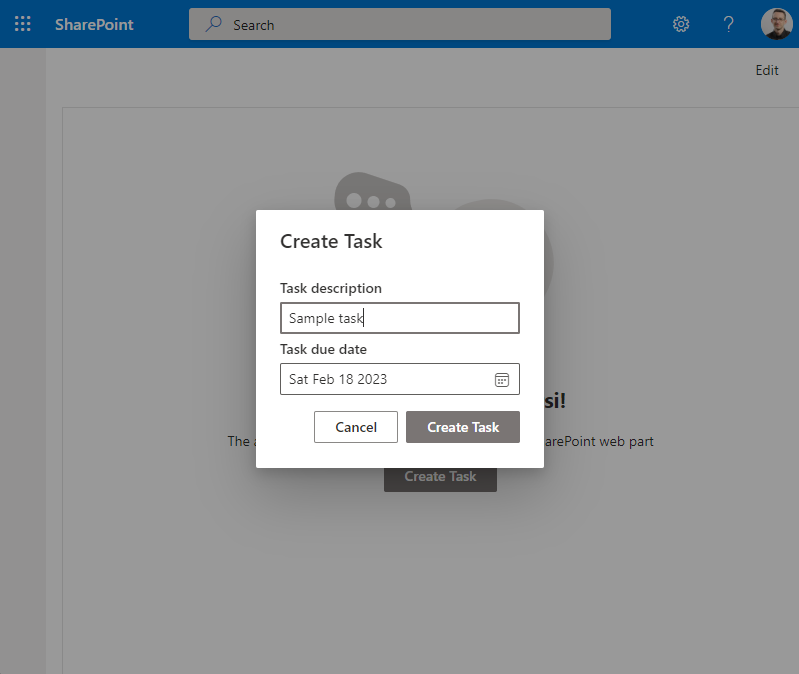 SharePoint
Search
?
Edit
Create Task
Task description
Sample task
Task due date
Sat Feb 18 2023
Cancel
Create Task
si!
The
arePoint web part
Create Task